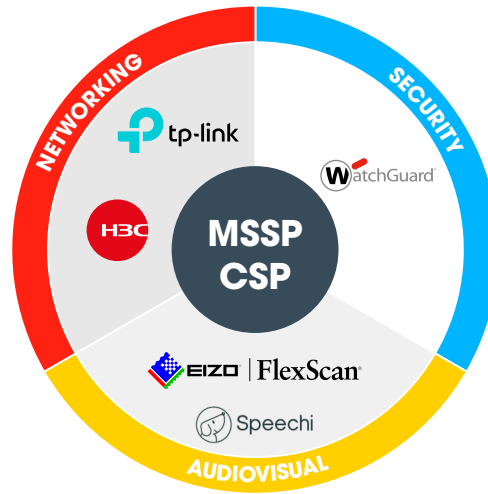 NETWORKING
SECURITY
tp-link
WatchGuard
H3C
MSSP
CSP
EIZO | FlexScan
Speechi
AUDIOVISUAL